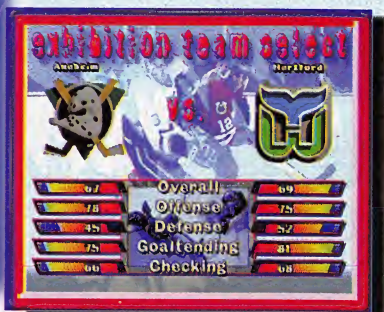 exhibition team select
Anaheim Hartford
vs.
67 Overall 69
78 Offense 75
45 Defense 52
75 Goaltending 81
66 Checking 68